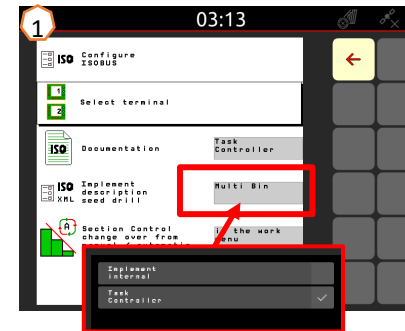 1
03:13
ISO Configure
ISOBUS
1
2
Select terminal
ISO
Documentation
Task
Controller
ISO
XML
Implement
description
seed drill
Multi Bin
A
Section Control
change over from
in the work
menu
Implement
internal
Task
Controller